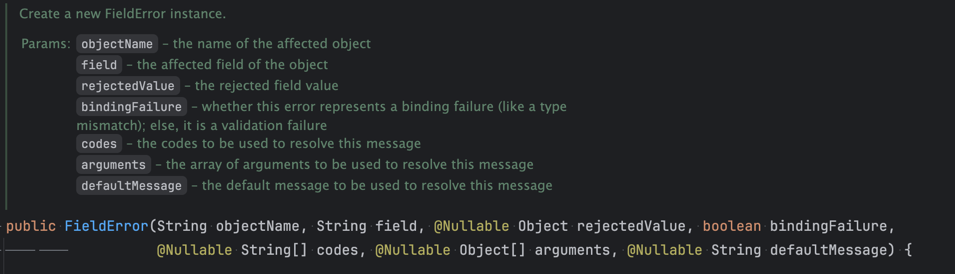 Create a new FieldError instance.
Params: objectName – the name of the affected object
field – the affected field of the object
rejectedValue – the rejected field value
bindingFailure – whether this error represents a binding failure (like a type
mismatch); else, it is a validation failure
codes – the codes to be used to resolve this message
arguments – the array of arguments to be used to resolve this message
defaultMessage – the default message to be used to resolve this message
public FieldError(String objectName, String field, @Nullable Object rejectedValue, boolean bindingFailure,
@Nullable String[] codes, @Nullable Object[] arguments, @Nullable String defaultMessage) {